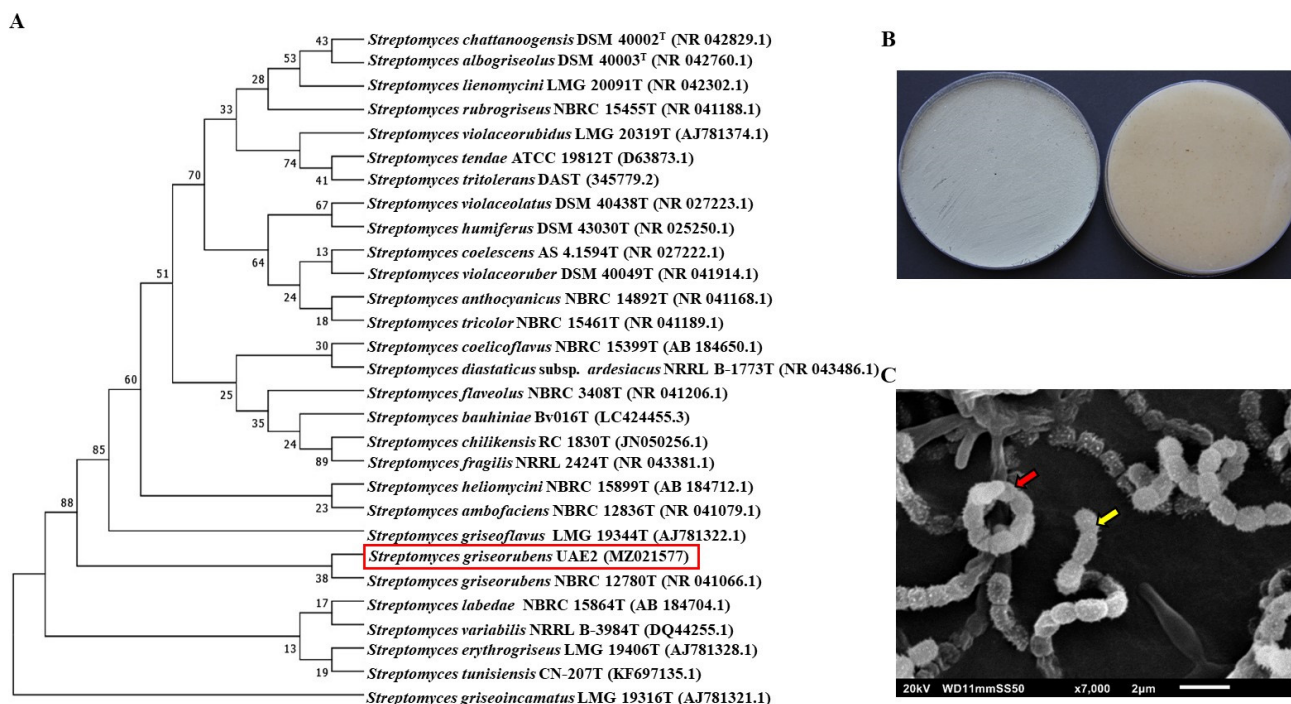 A
Streptomyces chattanoogensis DSM 40002ᵀ (NR 042829.1)
Streptomyces albogriseolus DSM 40003ᵀ (NR 042760.1)
Streptomyces lienomycini LMG 20091T (NR 042302.1)
Streptomyces rubrogriseus NBRC 15455T (NR 041188.1)
Streptomyces violaceorubidus LMG 20319T (AJ781374.1)
Streptomyces tendae ATCC 19812T (D63873.1)
Streptomyces tritolerans DAST (345779.2)
Streptomyces violaceolatus DSM 40438T (NR 027223.1)
Streptomyces humiferus DSM 43030T (NR 025250.1)
Streptomyces coelescens AS 4.1594T (NR 027222.1)
Streptomyces violaceoruber DSM 40049T (NR 041914.1)
Streptomyces anthocyanicus NBRC 14892T (NR 041168.1)
Streptomyces tricolor NBRC 15461T (NR 041189.1)
Streptomyces coelicoflavus NBRC 15399T (AB 184650.1)
Streptomyces diastaticus subsp. ardesiacus NRRL B-1773T (NR 043486.1)
Streptomyces flaveolus NBRC 3408T (NR 041206.1)
Streptomyces bauhiniae Bv016T (LC424455.3)
Streptomyces chilikensis RC 1830T (JN050256.1)
Streptomyces fragilis NRRL 2424T (NR 043381.1)
Streptomyces heliomycini NBRC 15899T (AB 184712.1)
Streptomyces ambofaciens NBRC 12836T (NR 041079.1)
Streptomyces griseoflavus LMG 19344T (AJ781322.1)
Streptomyces griseorubens UAE2 (MZ021577)
Streptomyces griseorubens NBRC 12780T (NR 041066.1)
Streptomyces labedae NBRC 15864T (AB 184704.1)
Streptomyces variabilis NRRL B-3984T (DQ44255.1)
Streptomyces erythrogriseus LMG 19406T (AJ781328.1)
Streptomyces tunisiensis CN-207T (KF697135.1)
Streptomyces griseoincamatus LMG 19316T (AJ781321.1)
43
53
28
33
74
41
70
67
64
13
24
18
51
30
25
35
24
89
60
23
85
88
38
17
13
19
B
C
20kV WD11mmSS50 x7,000 2µm